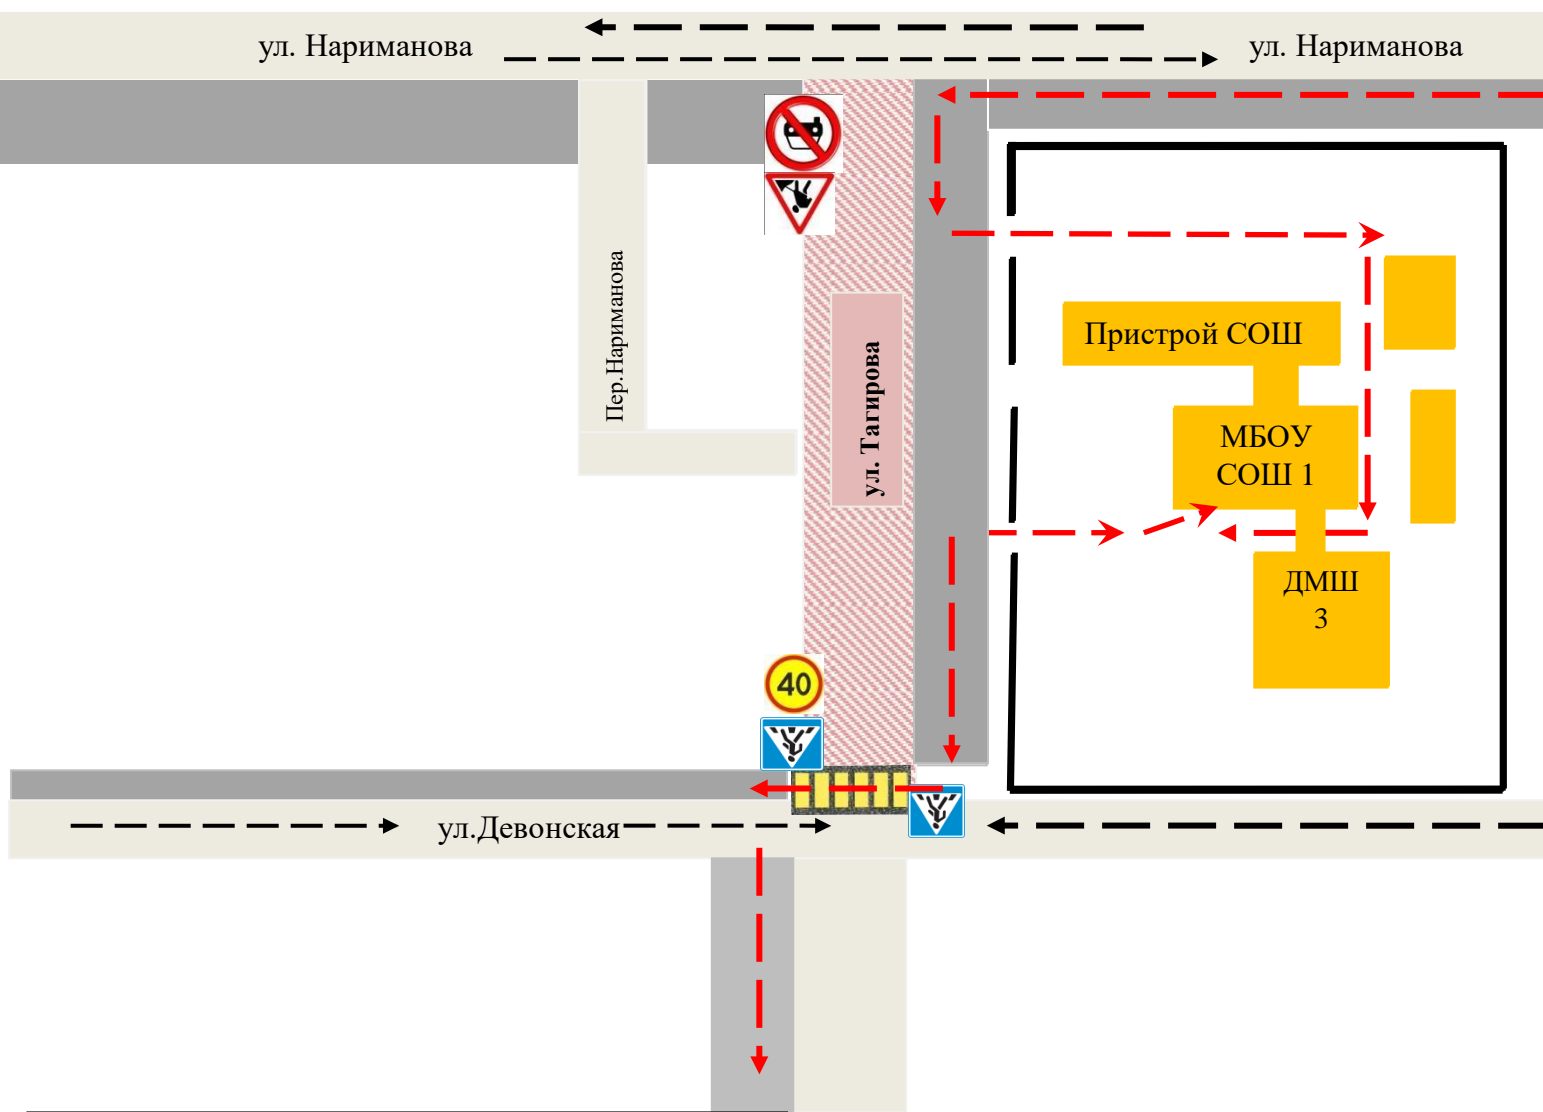 ул. Нариманова
ул. Нариманова
Пер.Нариманова
ул. Тагирова
Пристрой СОШ
МБОУ
СОШ 1
ДМШ
3
40
ул.Девонская